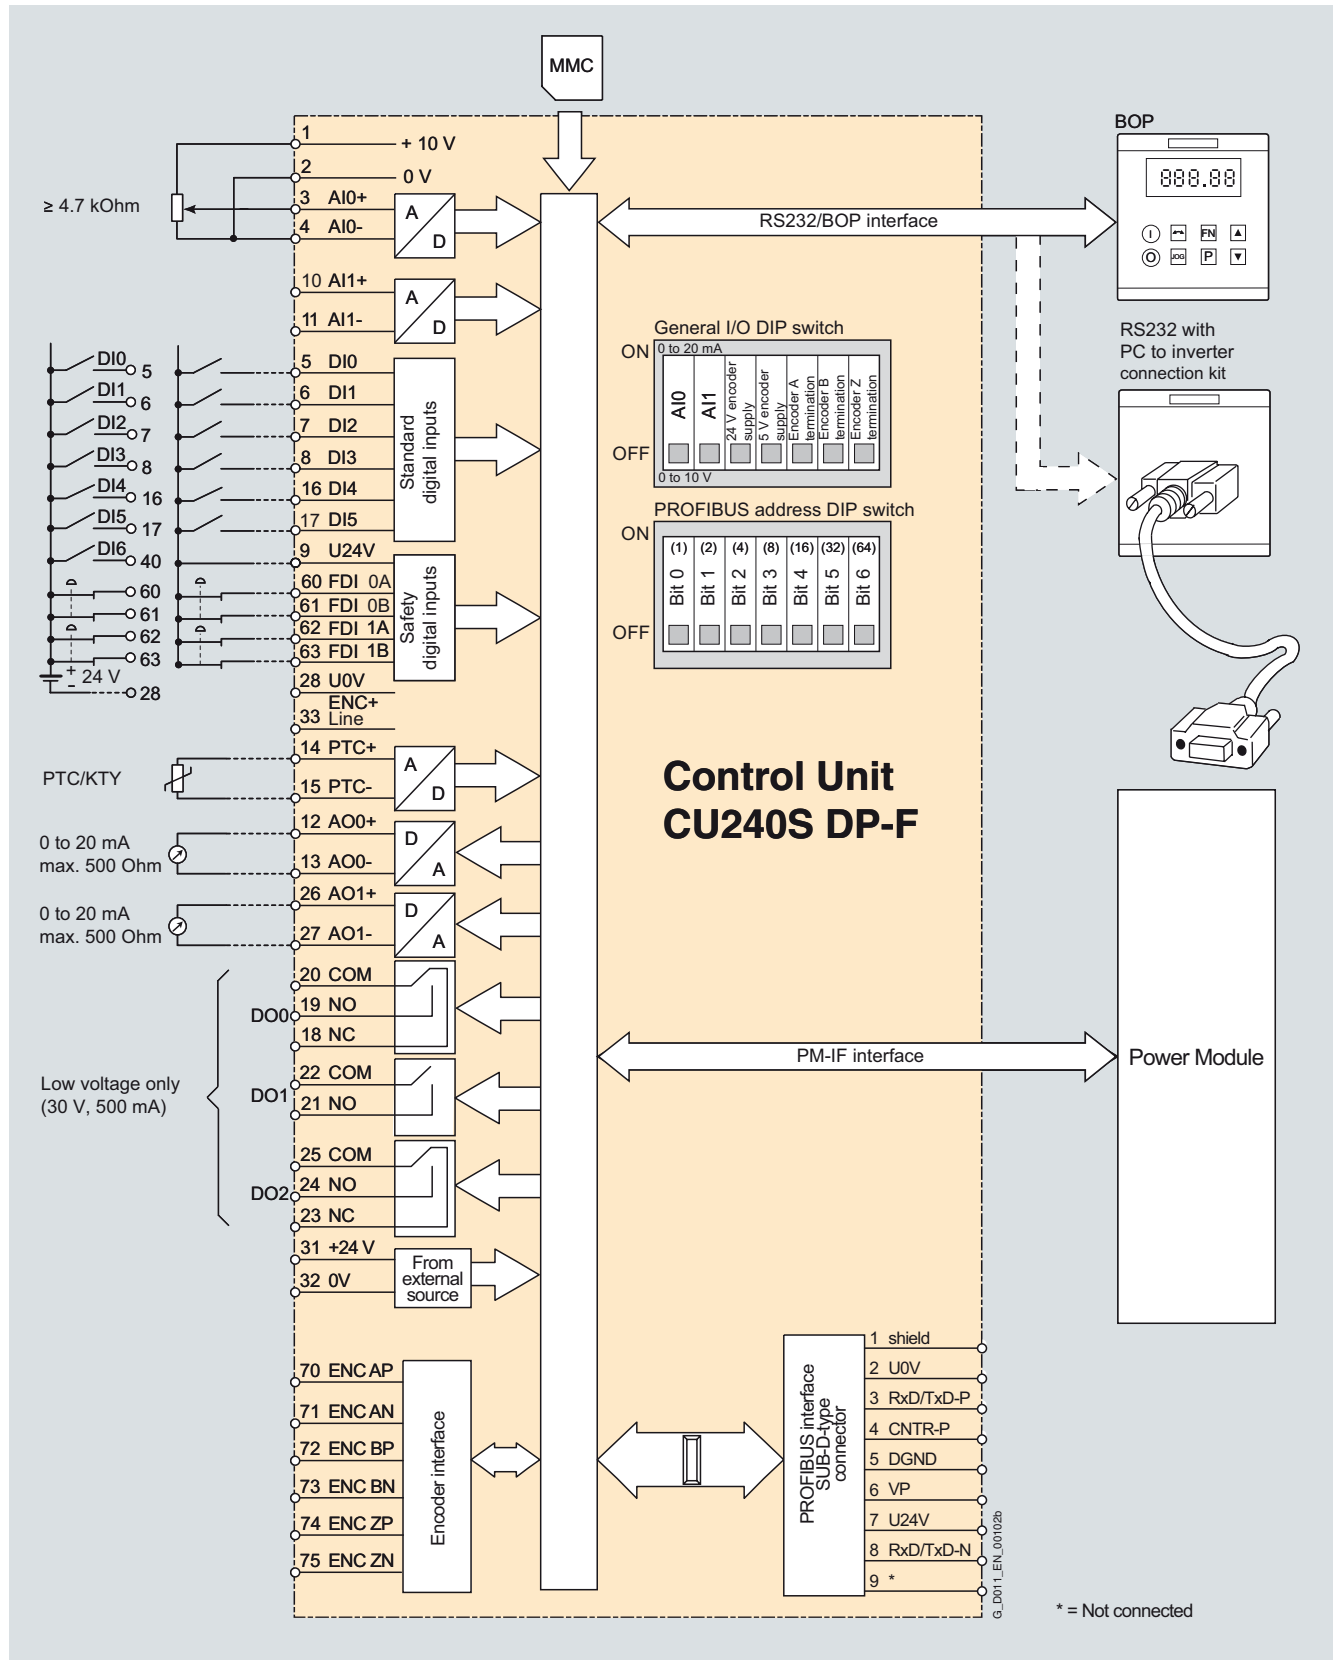 MMC
1
+ 10 V
2
0 V
≥ 4.7 kOhm
3 AI0+
4 AI0-
A
D
10 AI1+
11 AI1-
A
D
DI0 5
DI1 6
DI2 7
DI3 8
DI4 16
DI5 17
DI6 40
60
61
62
63
+ 24 V
-
28
5 DI0
6 DI1
7 DI2
8 DI3
16 DI4
17 DI5
Standard
digital inputs
9 U24V
60 FDI 0A
61 FDI 0B
62 FDI 1A
63 FDI 1B
Safety
digital inputs
28 U0V
ENC+
33 Line
PTC/KTY
14 PTC+
15 PTC-
A
D
0 to 20 mA
max. 500 Ohm
12 AO0+
13 AO0-
D
A
0 to 20 mA
max. 500 Ohm
26 AO1+
27 AO1-
D
A
Low voltage only
(30 V, 500 mA)
DO0
20 COM
19 NO
18 NC
DO1
22 COM
21 NO
DO2
25 COM
24 NO
23 NC
31 +24 V
32 0V
From
external
source
70 ENC AP
71 ENC AN
72 ENC BP
73 ENC BN
74 ENC ZP
75 ENC ZN
Encoder interface
RS232/BOP interface
BOP
888.88
I
FN
O
JOG
P
RS232 with
PC to inverter
connection kit
General I/O DIP switch
ON
0 to 20 mA
AI0
AI1
24 V encoder
supply
5 V encoder
supply
Encoder A
termination
Encoder B
termination
Encoder Z
termination
OFF
0 to 10 V
PROFIBUS address DIP switch
ON
(1) (2) (4) (8) (16) (32) (64)
Bit 0
Bit 1
Bit 2
Bit 3
Bit 4
Bit 5
Bit 6
OFF
Control Unit
CU240S DP-F
PM-IF interface
Power Module
PROFIBUS interface
SUB-D-type
connector
1 shield
2 U0V
3 RxD/TxD-P
4 CNTR-P
5 DGND
6 VP
7 U24V
8 RxD/TxD-N
9 *
G_D011_EN_00102b
* = Not connected